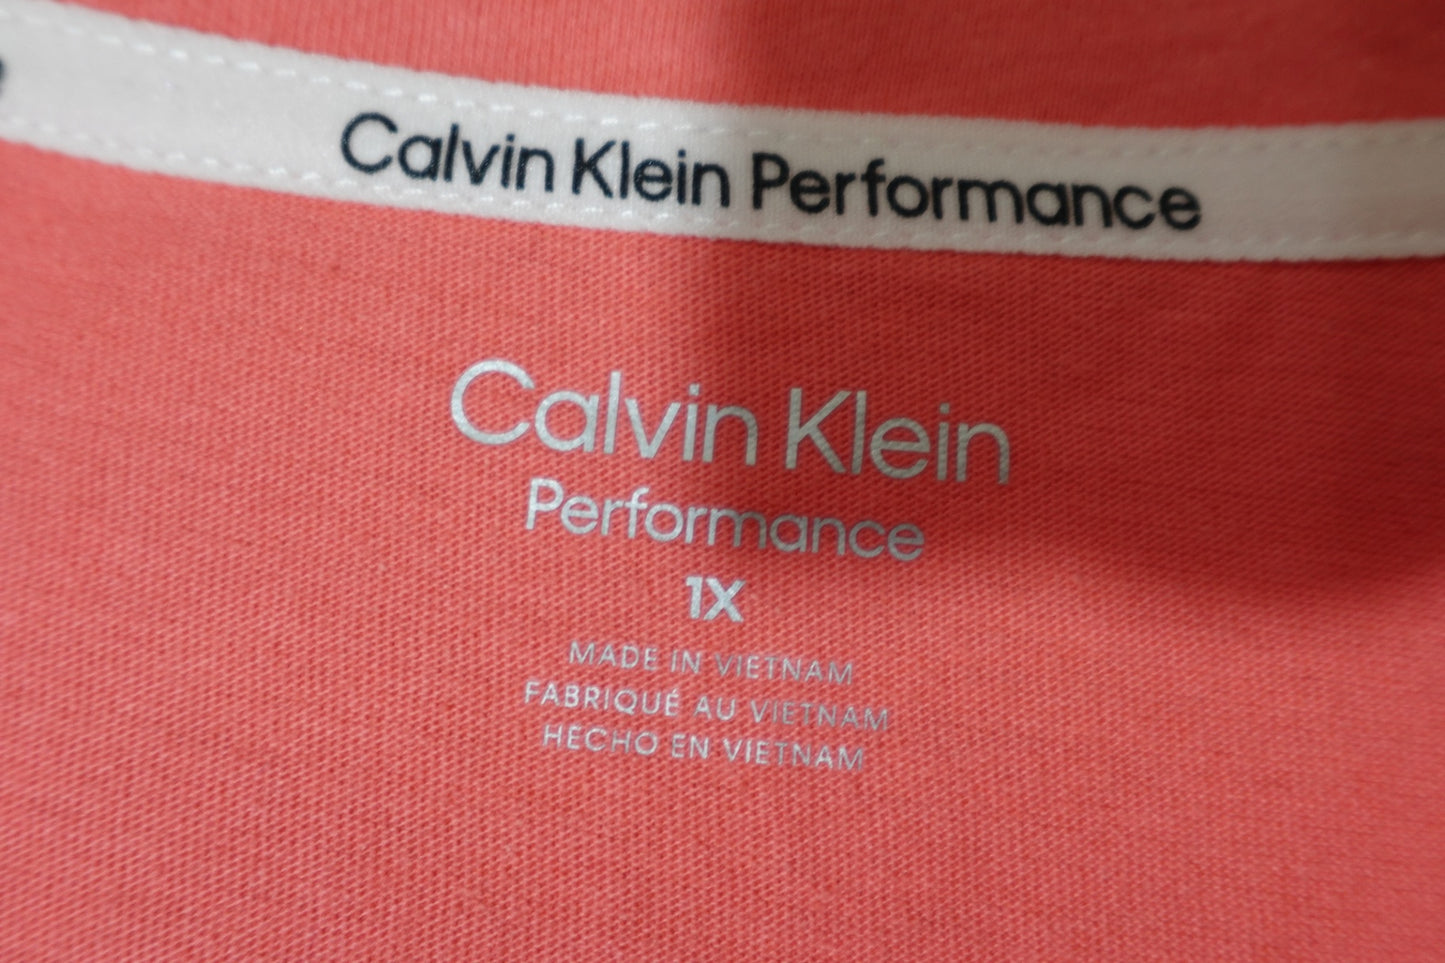 Calvin Klein Performance
Calvin Klein
Performance
1X
MADE IN VIETNAM
FABRIQUÉ AU VIETNAM
HECHO EN VIETNAM